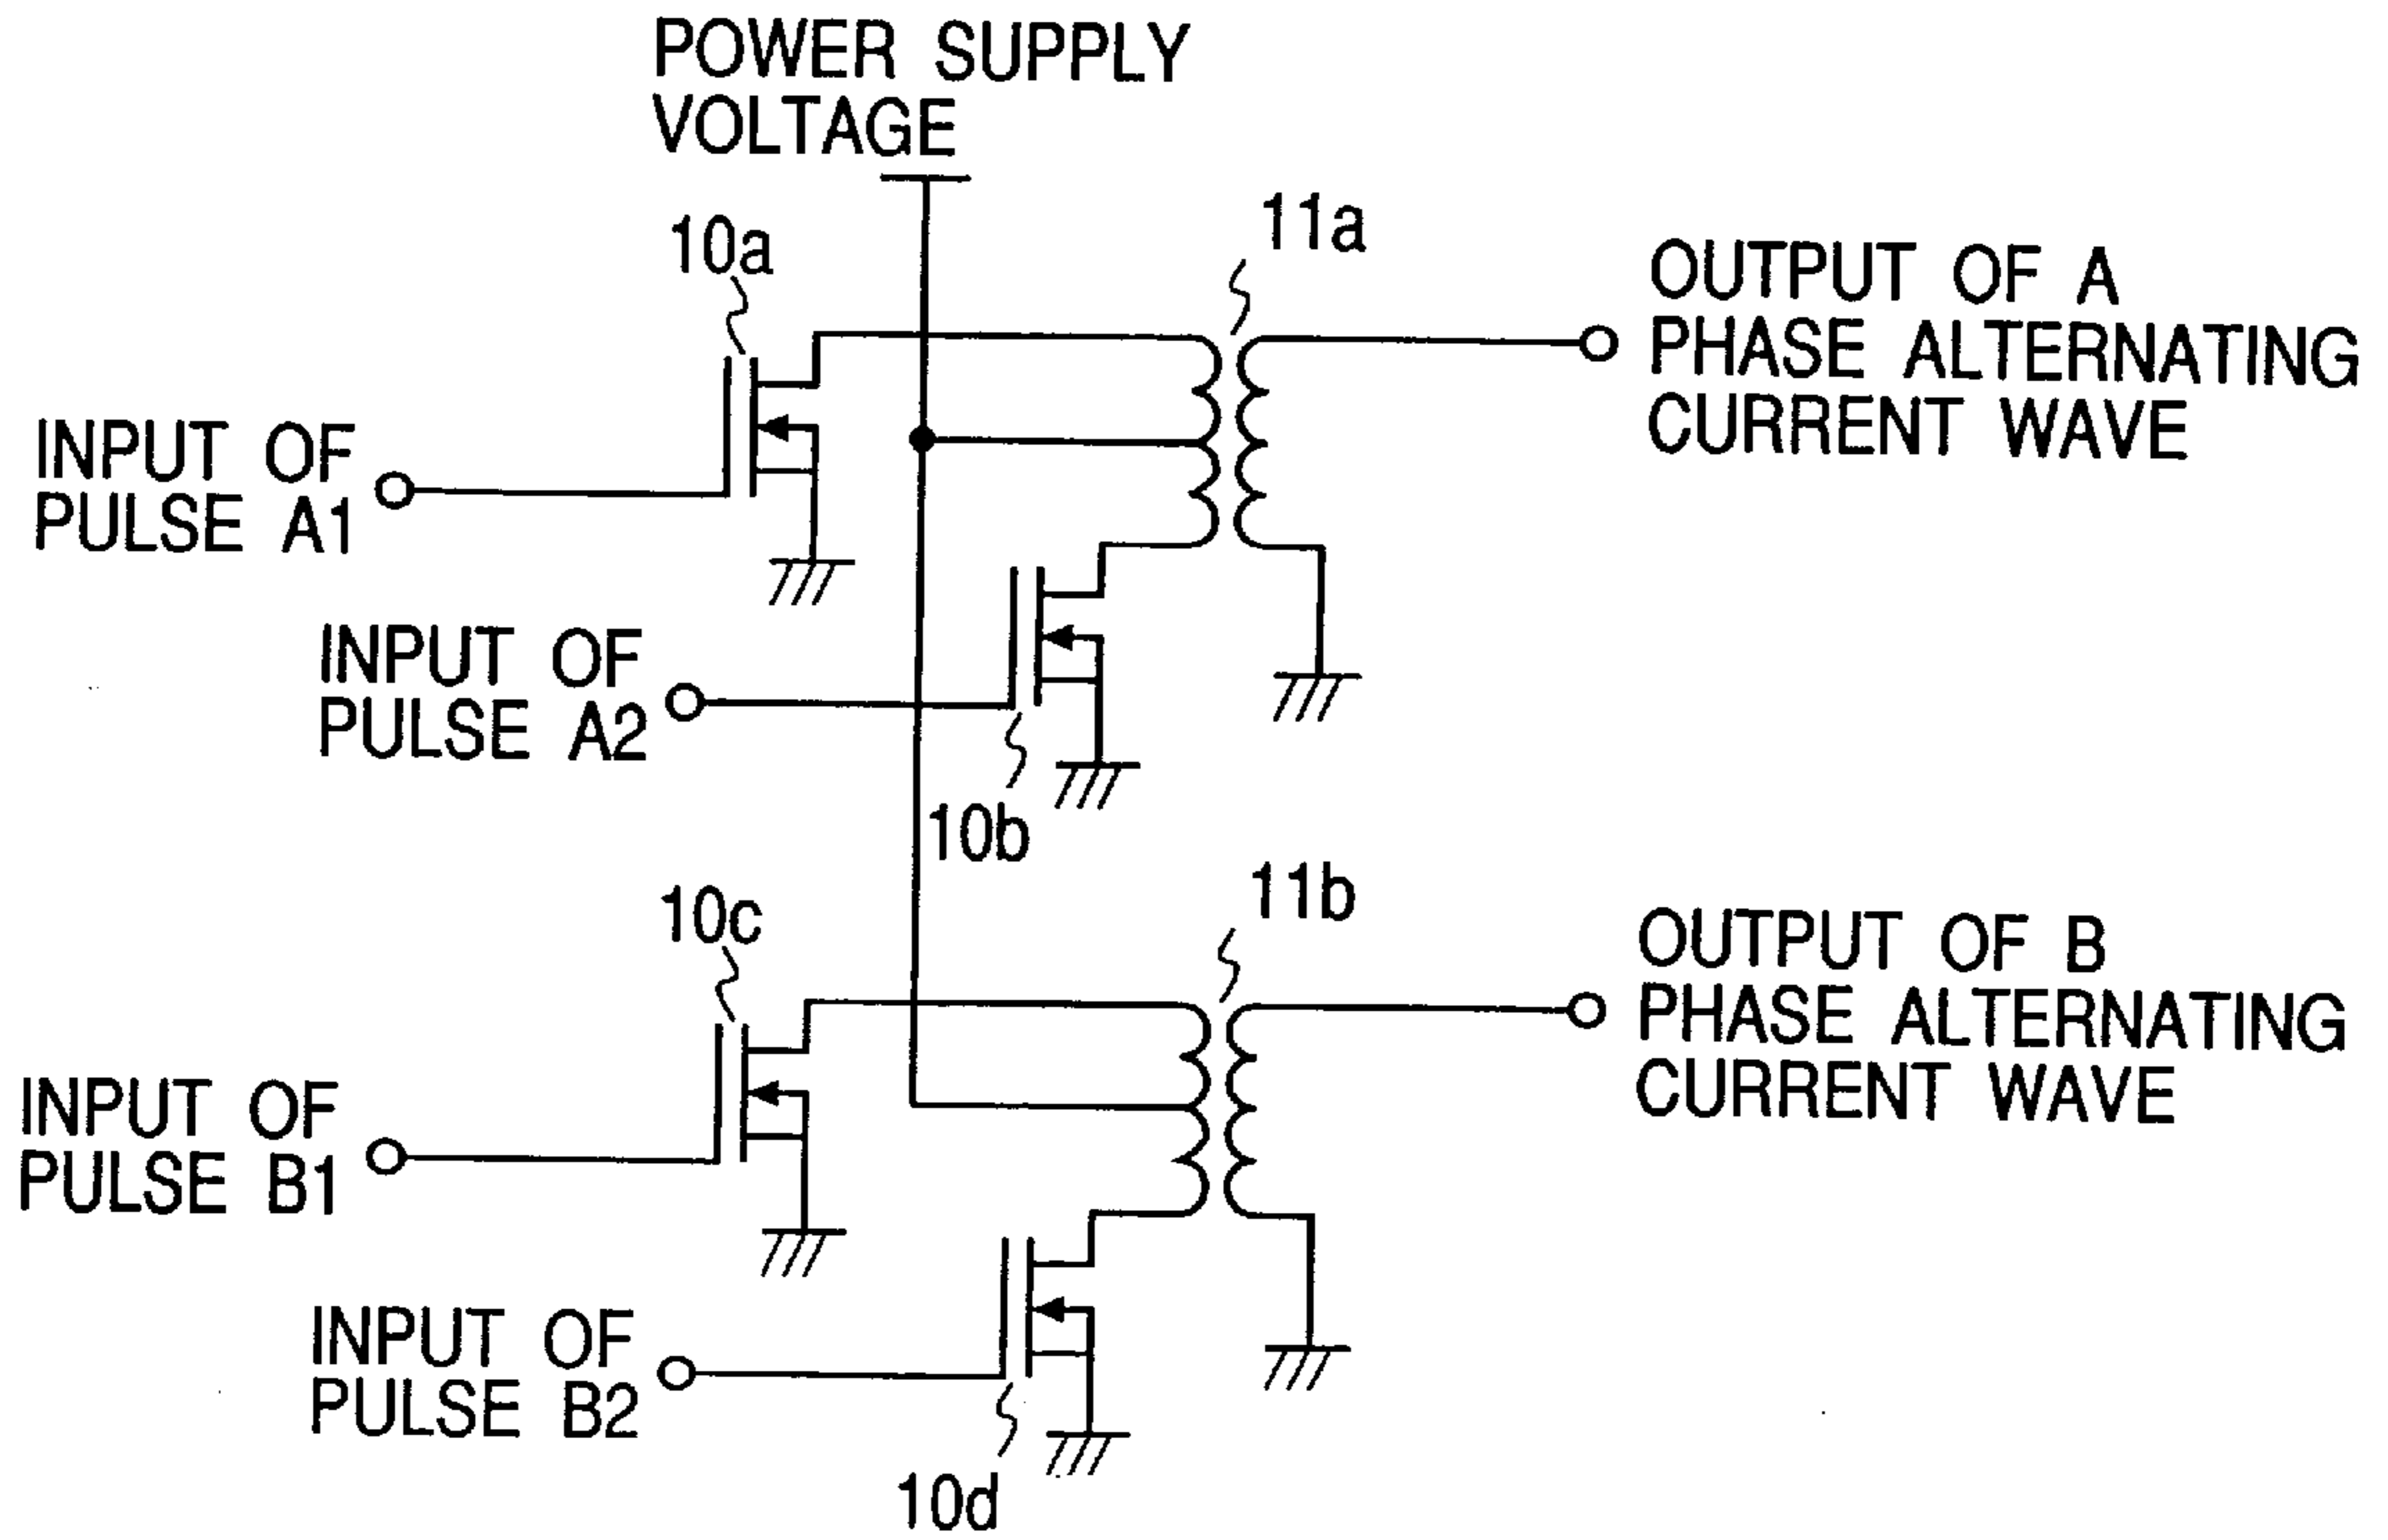 POWER SUPPLY
VOLTAGE
10a
11a
OUTPUT OF A
PHASE ALTERNATING
CURRENT WAVE
INPUT OF
PULSE A1
INPUT OF
PULSE A2
10b
10c
11b
OUTPUT OF B
PHASE ALTERNATING
CURRENT WAVE
INPUT OF
PULSE B1
INPUT OF
PULSE B2
10d